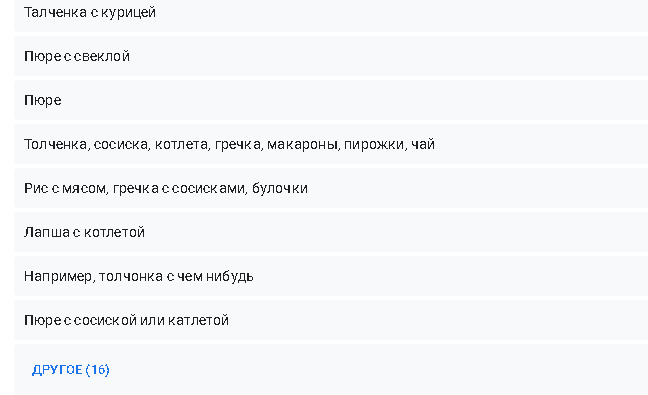 Талченка с курицей
Пюре с свеклой
Пюре
Толченка, сосиска, котлета, гречка, макароны, пирожки, чай
Рис с мясом, гречка с сосисками, булочки
Лапша с котлетой
Например, толчонка с чем нибудь
Пюре с сосиской или катлетой
ДРУГОЕ (16)